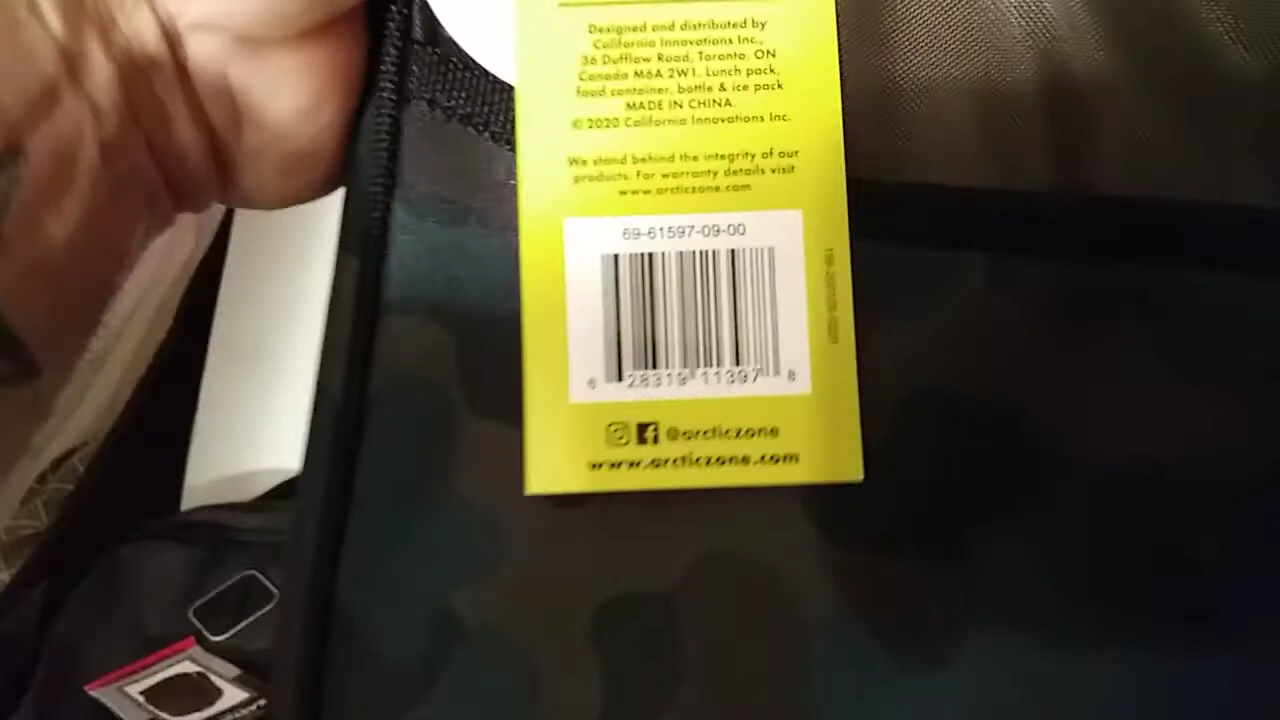 Designed and distributed by
California Innovations Inc.,
36 Dufflaw Road, Toronto, ON
Canada M6A 2W1. Lunch pack,
food container, bottle & ice pack
MADE IN CHINA.
© 2020 California Innovations Inc.
We stand behind the integrity of our
products. For warranty details visit
www.arcticzone.com
69-61597-09-00
6 28319 11397 8
@arcticzone
www.arcticzone.com